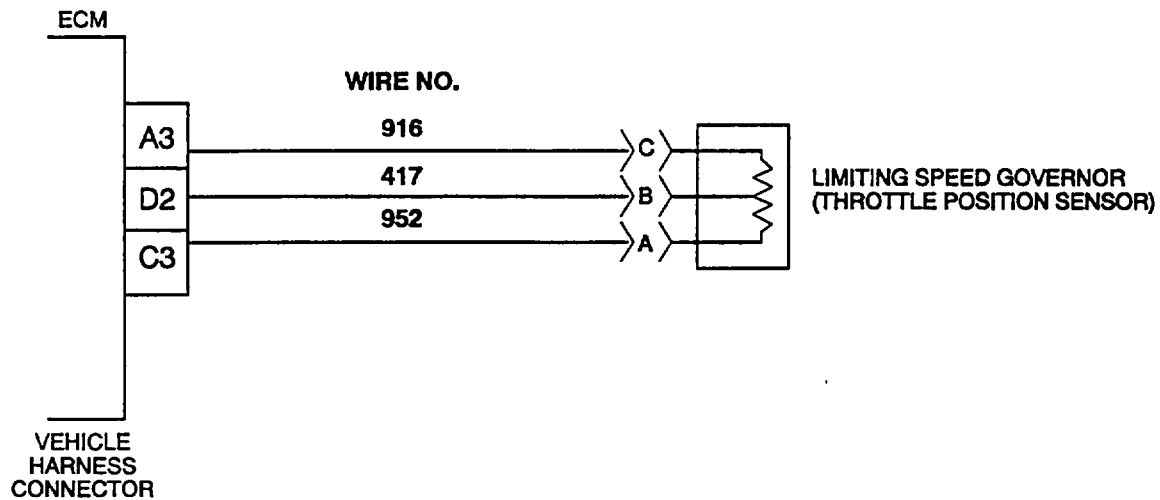 ECM
WIRE NO.
A3
916
C
417
D2
B
LIMITING SPEED GOVERNOR
(THROTTLE POSITION SENSOR)
952
C3
A
VEHICLE
HARNESS
CONNECTOR